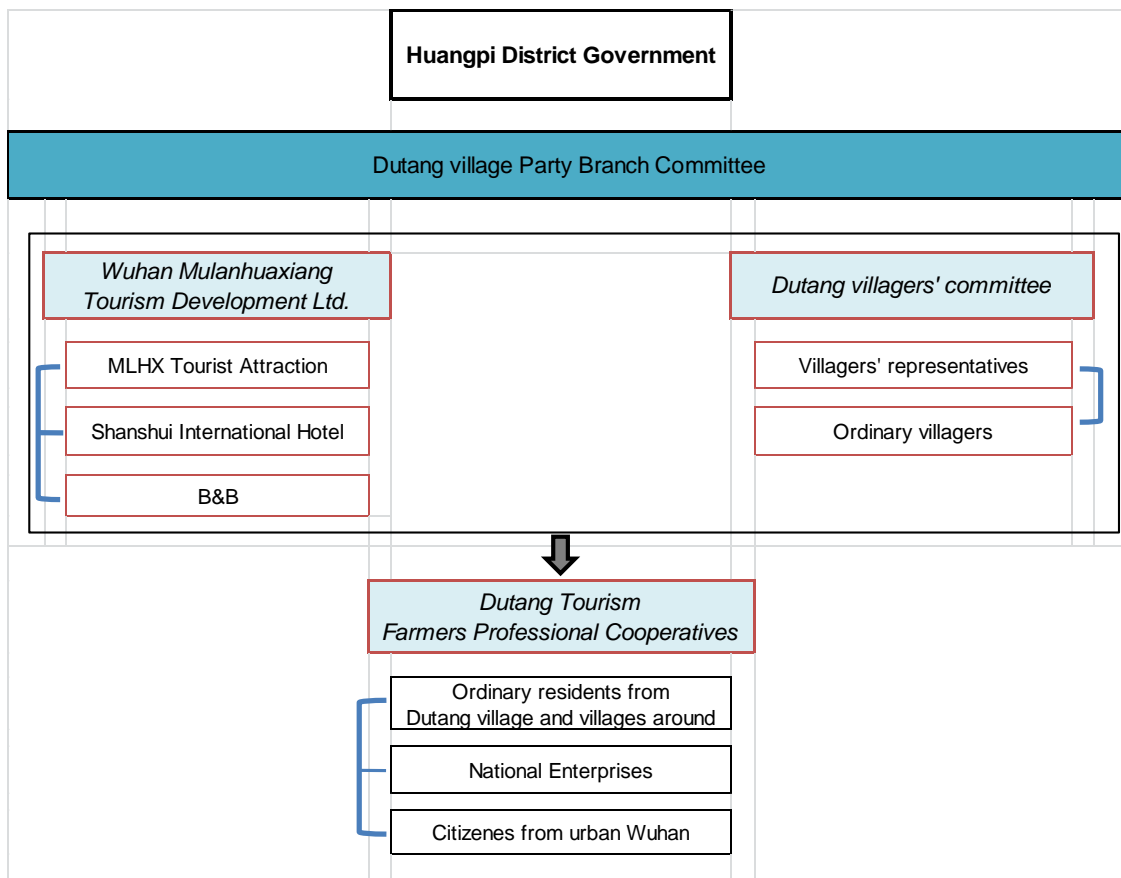 Huangpi District Government
Dutang village Party Branch Committee
Wuhan Mulanhuaxiang
Tourism Development Ltd.
MLHX Tourist Attraction
Shanshui International Hotel
B&B
Dutang villagers' committee
Villagers' representatives
Ordinary villagers
Dutang Tourism
Farmers Professional Cooperatives
Ordinary residents from
Dutang village and villages around
National Enterprises
Citizenes from urban Wuhan